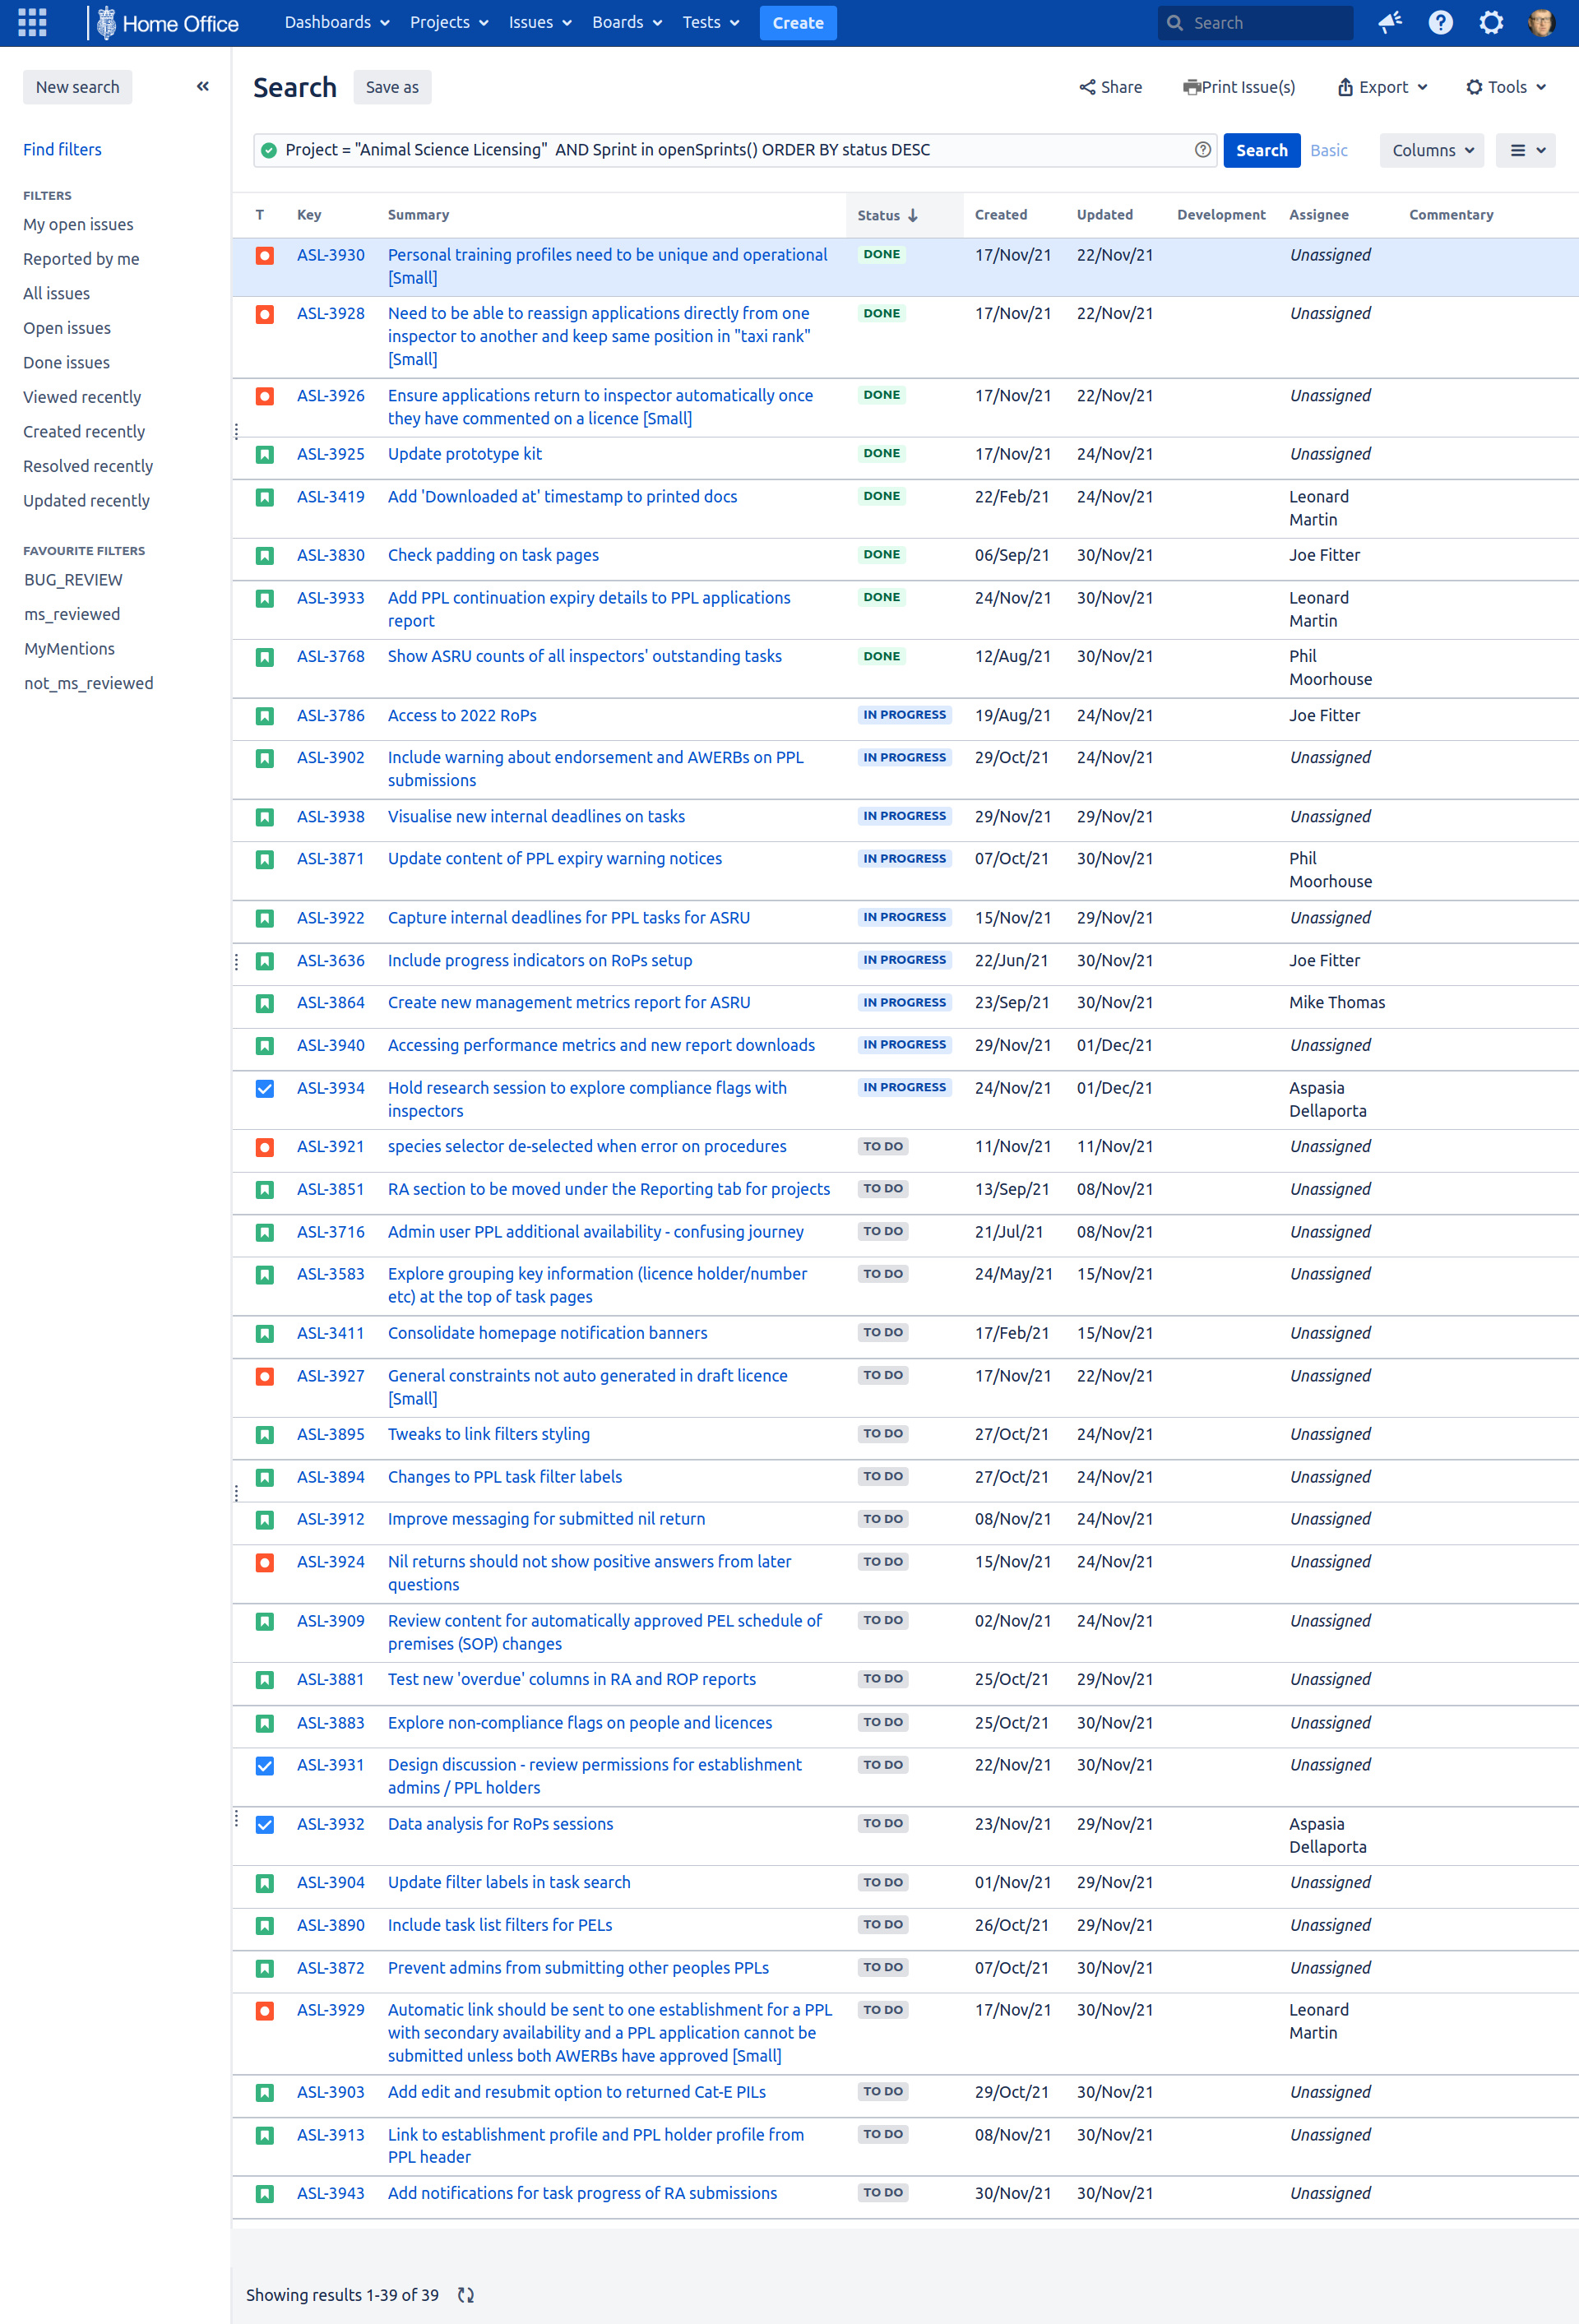 Home Office Dashboards Projects Issues Boards Tests Create Search
New search
Find filters
FILTERS
My open issues
Reported by me
All issues
Open issues
Done issues
Viewed recently
Created recently
Resolved recently
Updated recently
FAVOURITE FILTERS
BUG_REVIEW
ms_reviewed
MyMentions
not_ms_reviewed
Search Save as Share Print Issue(s) Export Tools
Project = "Animal Science Licensing" AND Sprint in openSprints() ORDER BY status DESC Search Basic Columns
T Key Summary Status Created Updated Development Assignee Commentary
ASL-3930 Personal training profiles need to be unique and operational DONE 17/Nov/21 22/Nov/21 Unassigned
[Small]
ASL-3928 Need to be able to reassign applications directly from one DONE 17/Nov/21 22/Nov/21 Unassigned
inspector to another and keep same position in "taxi rank"
[Small]
ASL-3926 Ensure applications return to inspector automatically once DONE 17/Nov/21 22/Nov/21 Unassigned
they have commented on a licence [Small]
ASL-3925 Update prototype kit DONE 17/Nov/21 24/Nov/21 Unassigned
ASL-3419 Add 'Downloaded at' timestamp to printed docs DONE 22/Feb/21 24/Nov/21 Leonard
Martin
ASL-3830 Check padding on task pages DONE 06/Sep/21 30/Nov/21 Joe Fitter
ASL-3933 Add PPL continuation expiry details to PPL applications DONE 24/Nov/21 30/Nov/21 Leonard
report Martin
ASL-3768 Show ASRU counts of all inspectors' outstanding tasks DONE 12/Aug/21 30/Nov/21 Phil
Moorhouse
ASL-3786 Access to 2022 RoPs IN PROGRESS 19/Aug/21 24/Nov/21 Joe Fitter
ASL-3902 Include warning about endorsement and AWERBs on PPL IN PROGRESS 29/Oct/21 24/Nov/21 Unassigned
submissions
ASL-3938 Visualise new internal deadlines on tasks IN PROGRESS 29/Nov/21 29/Nov/21 Unassigned
ASL-3871 Update content of PPL expiry warning notices IN PROGRESS 07/Oct/21 30/Nov/21 Phil
Moorhouse
ASL-3922 Capture internal deadlines for PPL tasks for ASRU IN PROGRESS 15/Nov/21 29/Nov/21 Unassigned
ASL-3636 Include progress indicators on RoPs setup IN PROGRESS 22/Jun/21 30/Nov/21 Joe Fitter
ASL-3864 Create new management metrics report for ASRU IN PROGRESS 23/Sep/21 30/Nov/21 Mike Thomas
ASL-3940 Accessing performance metrics and new report downloads IN PROGRESS 29/Nov/21 01/Dec/21 Unassigned
ASL-3934 Hold research session to explore compliance flags with IN PROGRESS 24/Nov/21 01/Dec/21 Aspasia
inspectors Dellaporta
ASL-3921 species selector de-selected when error on procedures TO DO 11/Nov/21 11/Nov/21 Unassigned
ASL-3851 RA section to be moved under the Reporting tab for projects TO DO 13/Sep/21 08/Nov/21 Unassigned
ASL-3716 Admin user PPL additional availability - confusing journey TO DO 21/Jul/21 08/Nov/21 Unassigned
ASL-3583 Explore grouping key information (licence holder/number TO DO 24/May/21 15/Nov/21 Unassigned
etc) at the top of task pages
ASL-3411 Consolidate homepage notification banners TO DO 17/Feb/21 15/Nov/21 Unassigned
ASL-3927 General constraints not auto generated in draft licence TO DO 17/Nov/21 22/Nov/21 Unassigned
[Small]
ASL-3895 Tweaks to link filters styling TO DO 27/Oct/21 24/Nov/21 Unassigned
ASL-3894 Changes to PPL task filter labels TO DO 27/Oct/21 24/Nov/21 Unassigned
ASL-3912 Improve messaging for submitted nil return TO DO 08/Nov/21 24/Nov/21 Unassigned
ASL-3924 Nil returns should not show positive answers from later TO DO 15/Nov/21 24/Nov/21 Unassigned
questions
ASL-3909 Review content for automatically approved PEL schedule of TO DO 02/Nov/21 24/Nov/21 Unassigned
premises (SOP) changes
ASL-3881 Test new 'overdue' columns in RA and ROP reports TO DO 25/Oct/21 29/Nov/21 Unassigned
ASL-3883 Explore non-compliance flags on people and licences TO DO 25/Oct/21 30/Nov/21 Unassigned
ASL-3931 Design discussion - review permissions for establishment TO DO 22/Nov/21 30/Nov/21 Unassigned
admins / PPL holders
ASL-3932 Data analysis for RoPs sessions TO DO 23/Nov/21 29/Nov/21 Aspasia
Dellaporta
ASL-3904 Update filter labels in task search TO DO 01/Nov/21 29/Nov/21 Unassigned
ASL-3890 Include task list filters for PELs TO DO 26/Oct/21 29/Nov/21 Unassigned
ASL-3872 Prevent admins from submitting other peoples PPLs TO DO 07/Oct/21 30/Nov/21 Unassigned
ASL-3929 Automatic link should be sent to one establishment for a PPL TO DO 17/Nov/21 30/Nov/21 Leonard
with secondary availability and a PPL application cannot be Martin
submitted unless both AWERBs have approved [Small]
ASL-3903 Add edit and resubmit option to returned Cat-E PILs TO DO 29/Oct/21 30/Nov/21 Unassigned
ASL-3913 Link to establishment profile and PPL holder profile from TO DO 08/Nov/21 30/Nov/21 Unassigned
PPL header
ASL-3943 Add notifications for task progress of RA submissions TO DO 30/Nov/21 30/Nov/21 Unassigned
Showing results 1-39 of 39